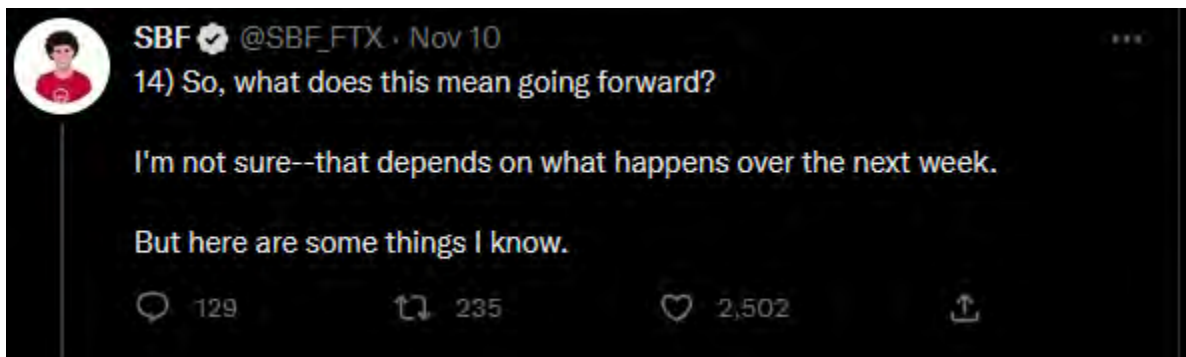 SBF @SBF_FTX · Nov 10
14) So, what does this mean going forward?
I'm not sure--that depends on what happens over the next week.
But here are some things I know.
129 235 2,502